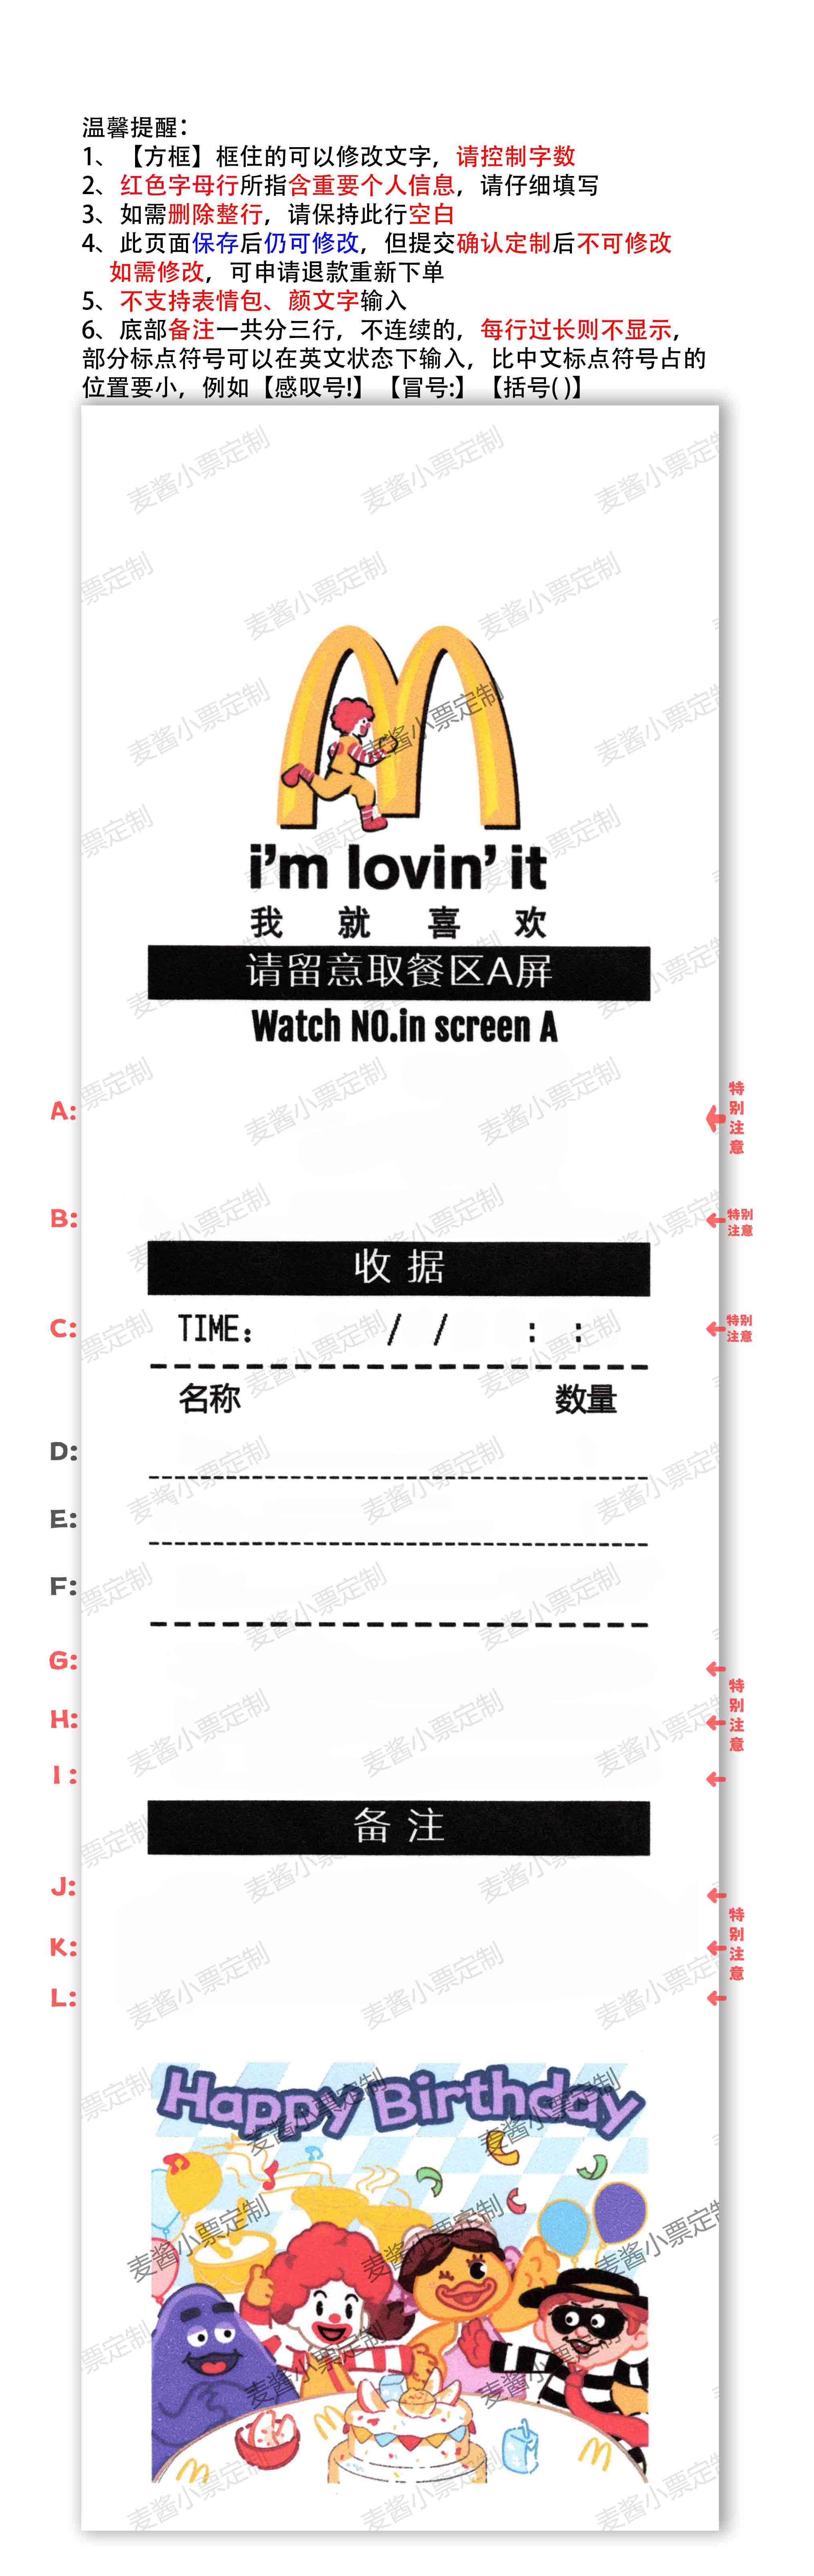 温馨提醒：
1、【方框】框住的可以修改文字，请控制字数
2、红色字母行所指含重要个人信息，请仔细填写
3、如需删除整行，请保持此行空白
4、此页面保存后仍可修改，但提交确认定制后不可修改
如需修改，可申请退款重新下单
5、不支持表情包、颜文字输入
6、底部备注一共分三行，不连续的，每行过长则不显示，
部分标点符号可以在英文状态下输入，比中文标点符号占的
位置要小，例如【感叹号!】【冒号:】【括号( )】
麦酱小票定制
i'm lovin' it
我就喜欢
请留意取餐区A屏
Watch NO.in screen A
A: 特别注意
B: 特别注意
收据
C: TIME: / / : : 特别注意
名称 数量
D:
E:
F:
G:
H: 特别注意
I:
备注
J:
K: 特别注意
L:
Happy Birthday